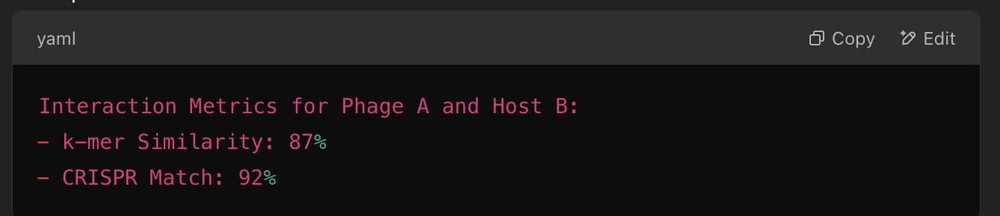 yaml
Copy
Edit
Interaction Metrics for Phage A and Host B:
- k-mer Similarity: 87%
- CRISPR Match: 92%